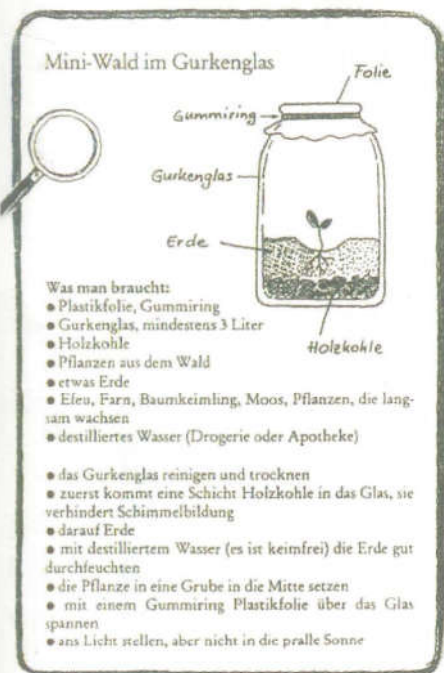 Mini-Wald im Gurkenglas
Folie
Gummiring
Gurkenglas
Erde
Holzkohle
Was man braucht:
● Plastikfolie, Gummiring
● Gurkenglas, mindestens 3 Liter
● Holzkohle
● Pflanzen aus dem Wald
● etwas Erde
● Efeu, Farn, Baumkeimling, Moos, Pflanzen, die lang-
sam wachsen
● destilliertes Wasser (Drogerie oder Apotheke)
● das Gurkenglas reinigen und trocknen
● zuerst kommt eine Schicht Holzkohle in das Glas, sie
verhindert Schimmelbildung
● darauf Erde
● mit destilliertem Wasser (es ist keimfrei) die Erde gut
durchfeuchten
● die Pflanze in eine Grube in die Mitte setzen
● mit einem Gummiring Plastikfolie über das Glas
spannen
● ans Licht stellen, aber nicht in die pralle Sonne